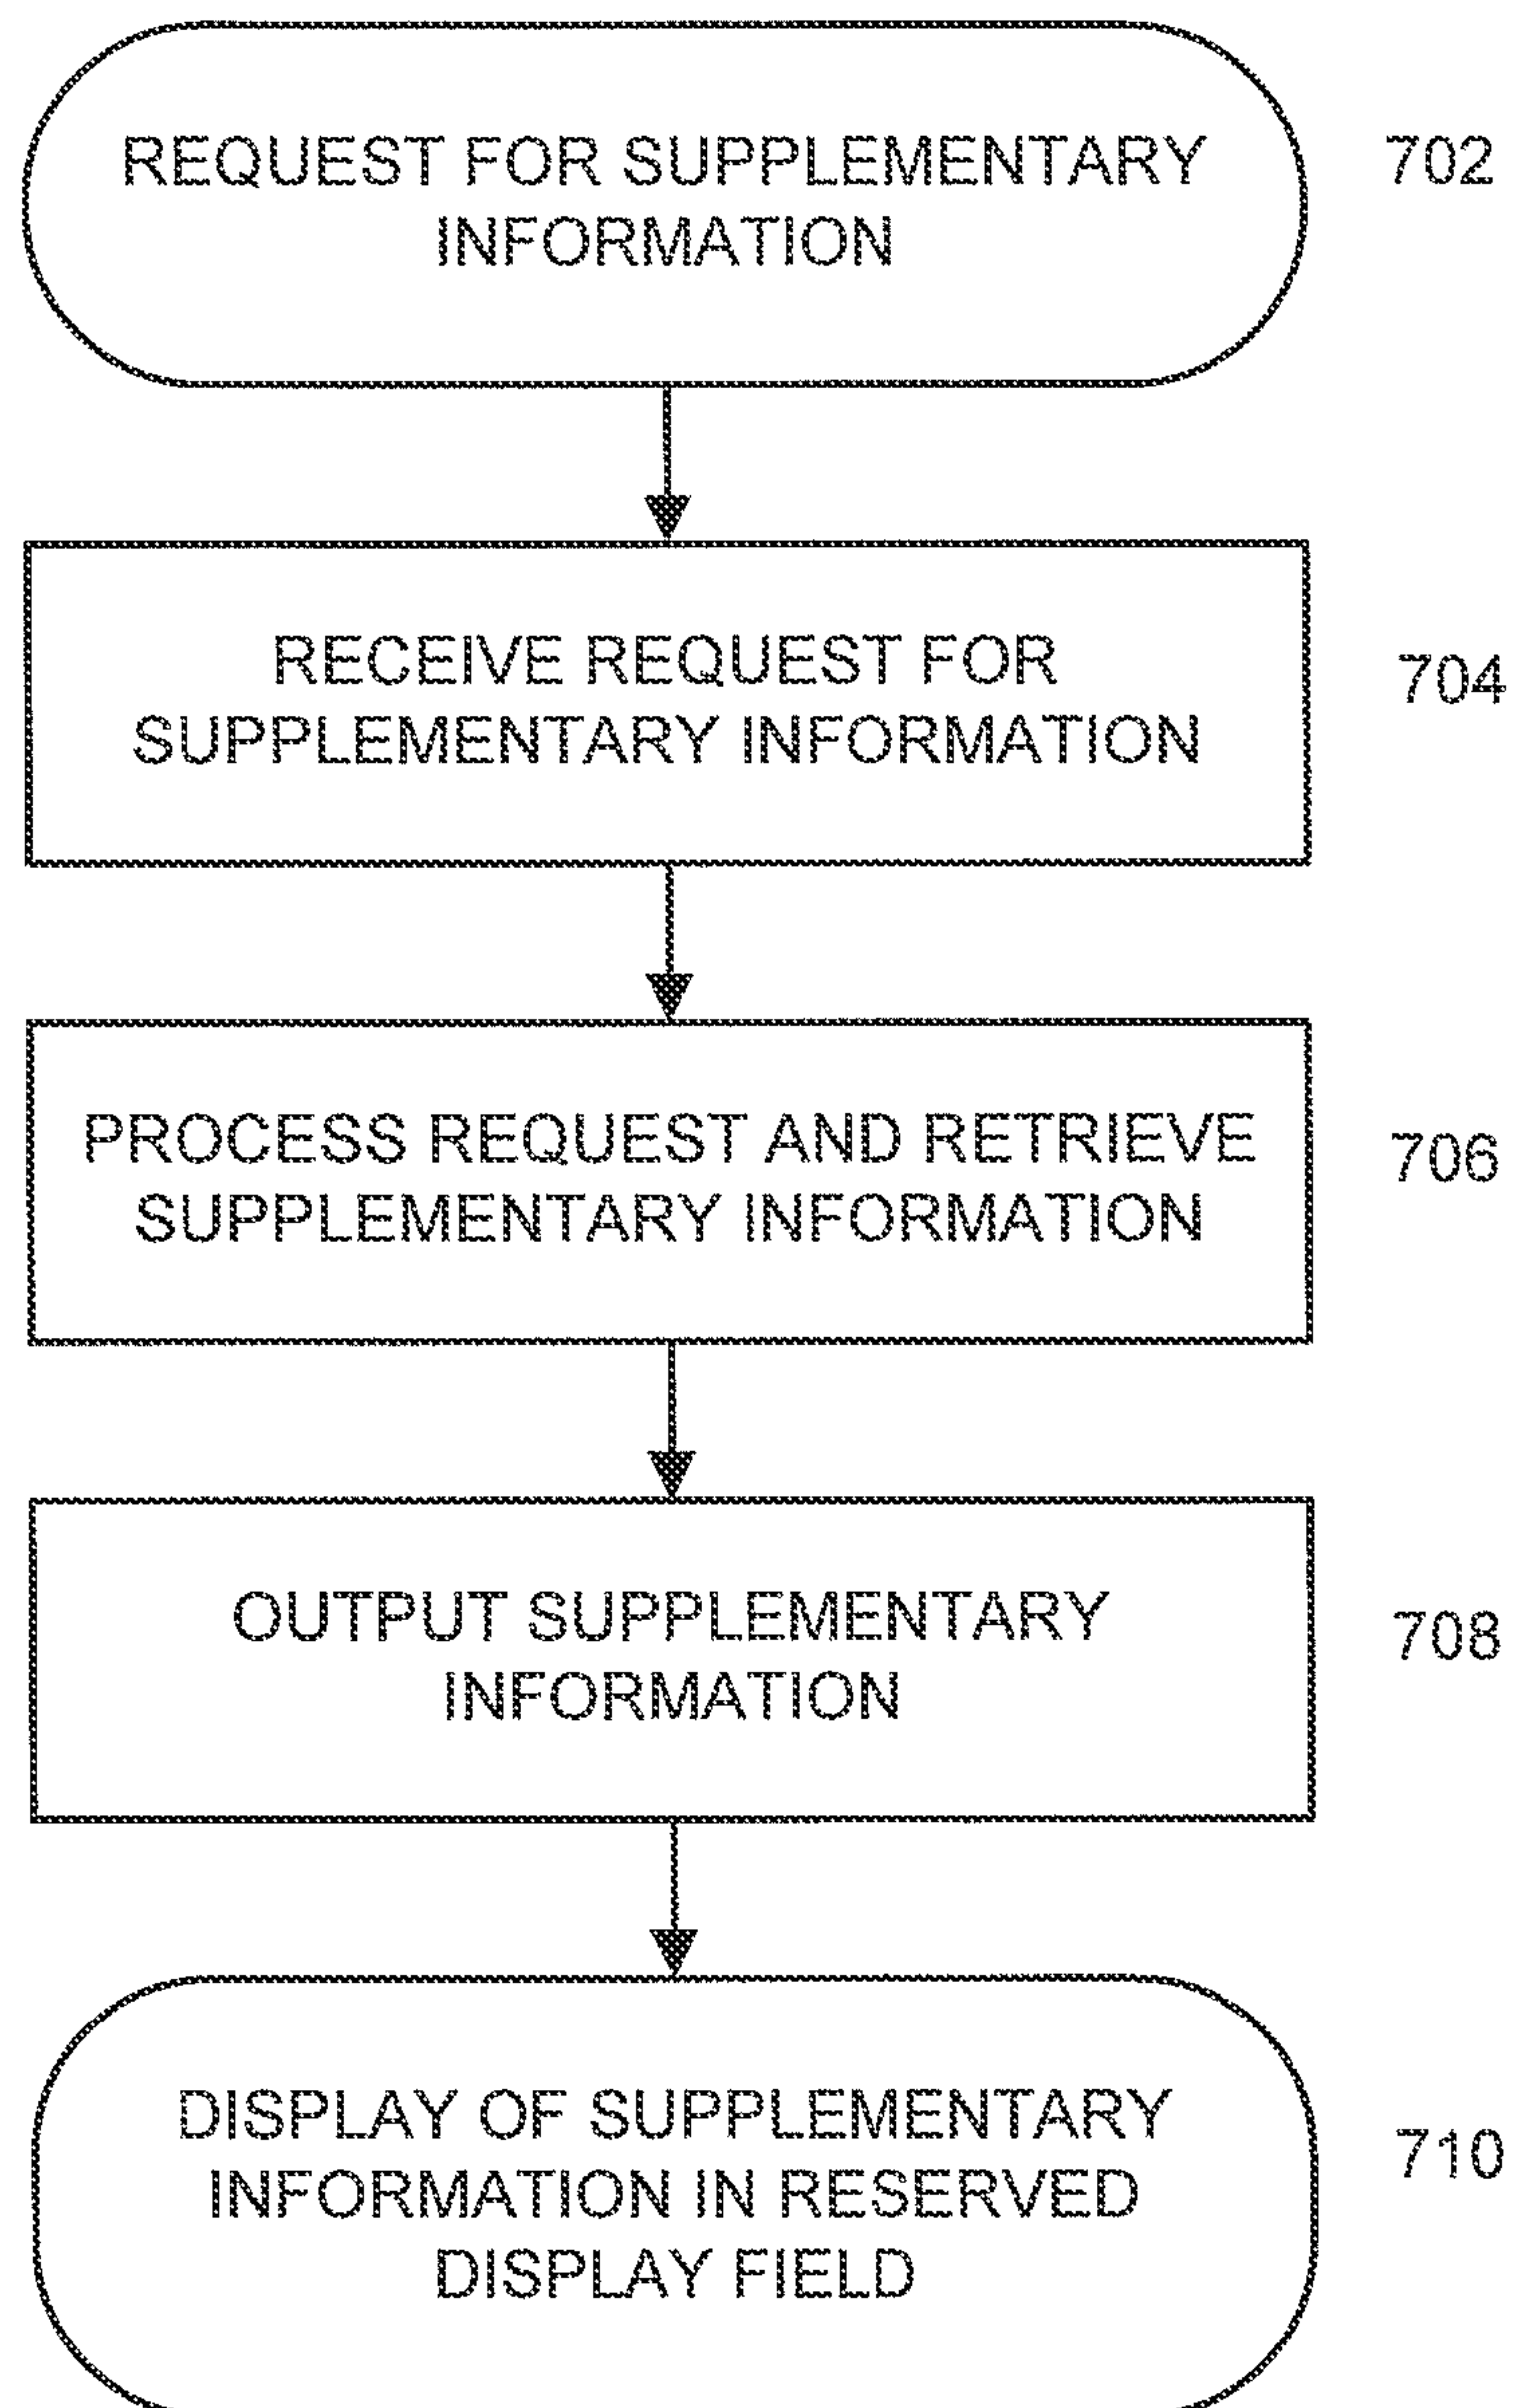 REQUEST FOR SUPPLEMENTARY
INFORMATION
702
RECEIVE REQUEST FOR
SUPPLEMENTARY INFORMATION
704
PROCESS REQUEST AND RETRIEVE
SUPPLEMENTARY INFORMATION
706
OUTPUT SUPPLEMENTARY
INFORMATION
708
DISPLAY OF SUPPLEMENTARY
INFORMATION IN RESERVED
DISPLAY FIELD
710